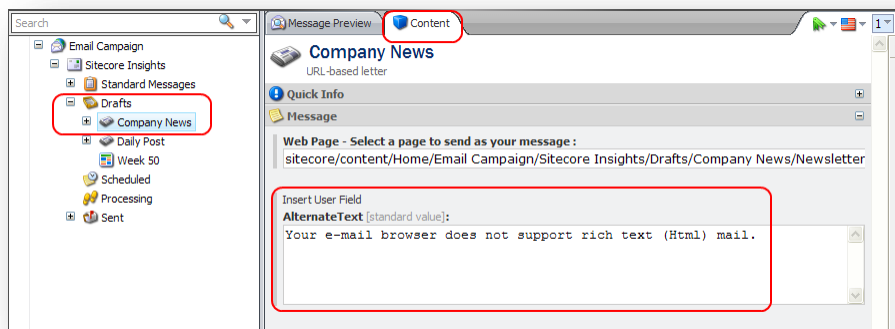 Search
Email Campaign
Sitecore Insights
Standard Messages
Drafts
Company News
Daily Post
Week 50
Scheduled
Processing
Sent
Message Preview
Content
1
Company News
URL-based letter
Quick Info
Message
Web Page - Select a page to send as your message :
sitecore/content/Home/Email Campaign/Sitecore Insights/Drafts/Company News/Newsletter
Insert User Field
AlternateText [standard value]:
Your e-mail browser does not support rich text (Html) mail.